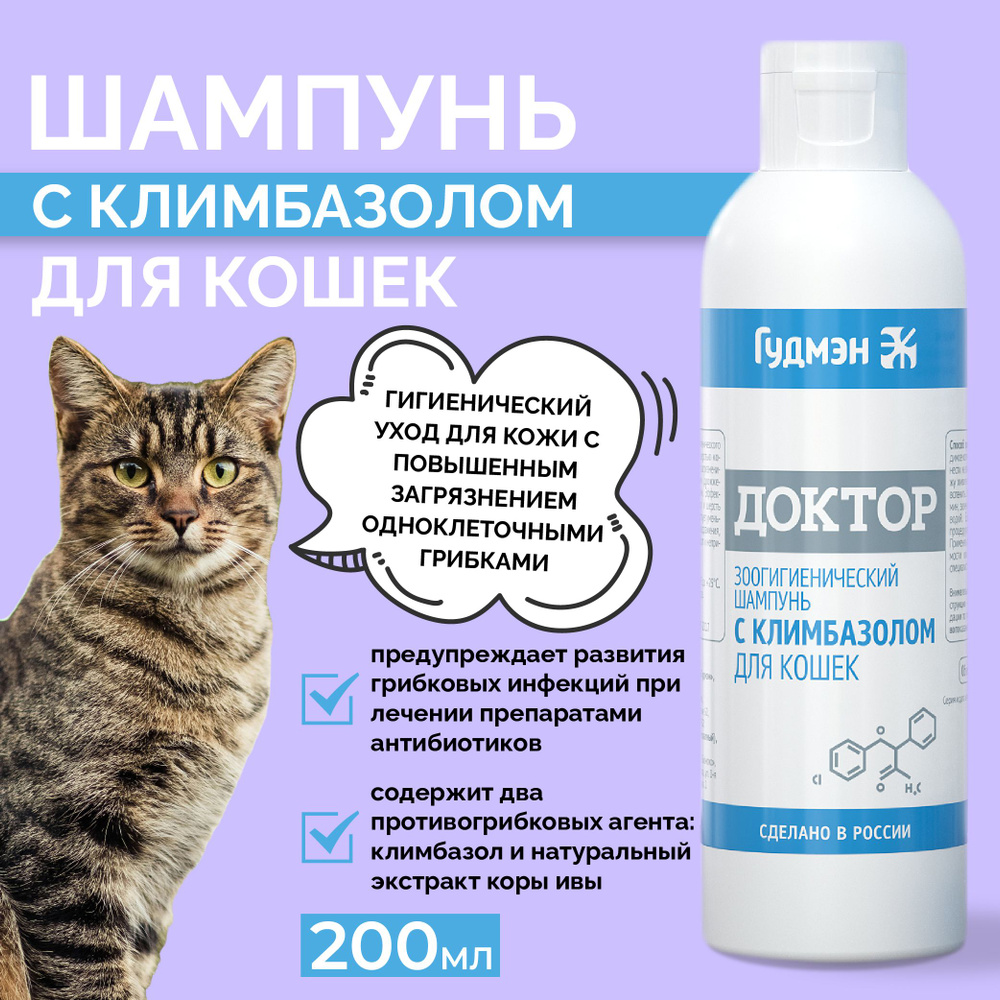 ШАМПУНЬ
С КЛИМБАЗОЛОМ
ДЛЯ КОШЕК
ГИГИЕНИЧЕСКИЙ
УХОД ДЛЯ КОЖИ С
ПОВЫШЕННЫМ
ЗАГРЯЗНЕНИЕМ
ОДНОКЛЕТОЧНЫМИ
ГРИБКАМИ
предупреждает развития
грибковых инфекций при
лечении препаратами
антибиотиков
содержит два
противогрибковых агента:
климбазол и натуральный
экстракт коры ивы
200мл
Гудмэн
ДОКТОР
ЗООГИГИЕНИЧЕСКИЙ
ШАМПУНЬ
С КЛИМБАЗОЛОМ
ДЛЯ КОШЕК
Cl
O
O
H₃C
СДЕЛАНО В РОССИИ